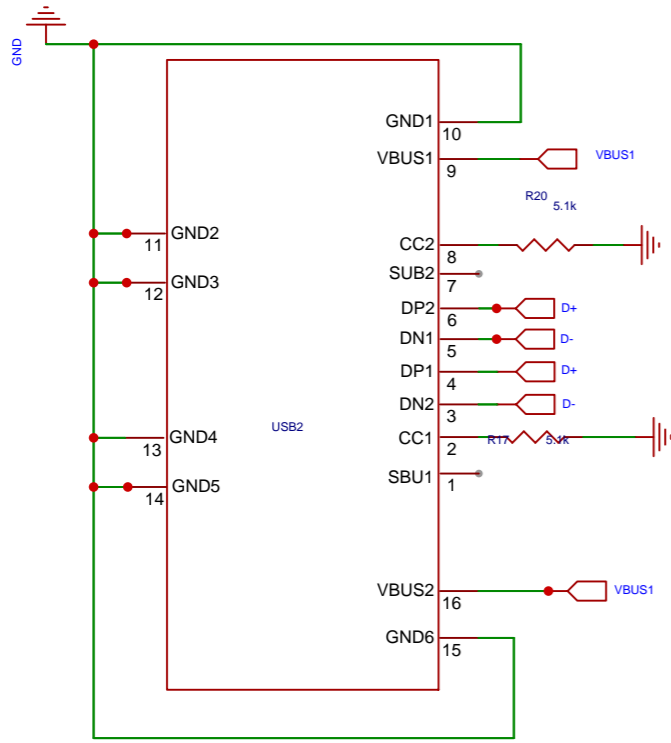 GND
GND1
10
VBUS1
9
VBUS1
R20
5.1k
GND2
11
CC2
8
SUB2
7
GND3
12
DP2
6
D+
DN1
5
D-
DP1
4
D+
DN2
3
D-
USB2
GND4
13
CC1
2
R17
5.1k
SBU1
1
GND5
14
VBUS2
16
VBUS1
GND6
15